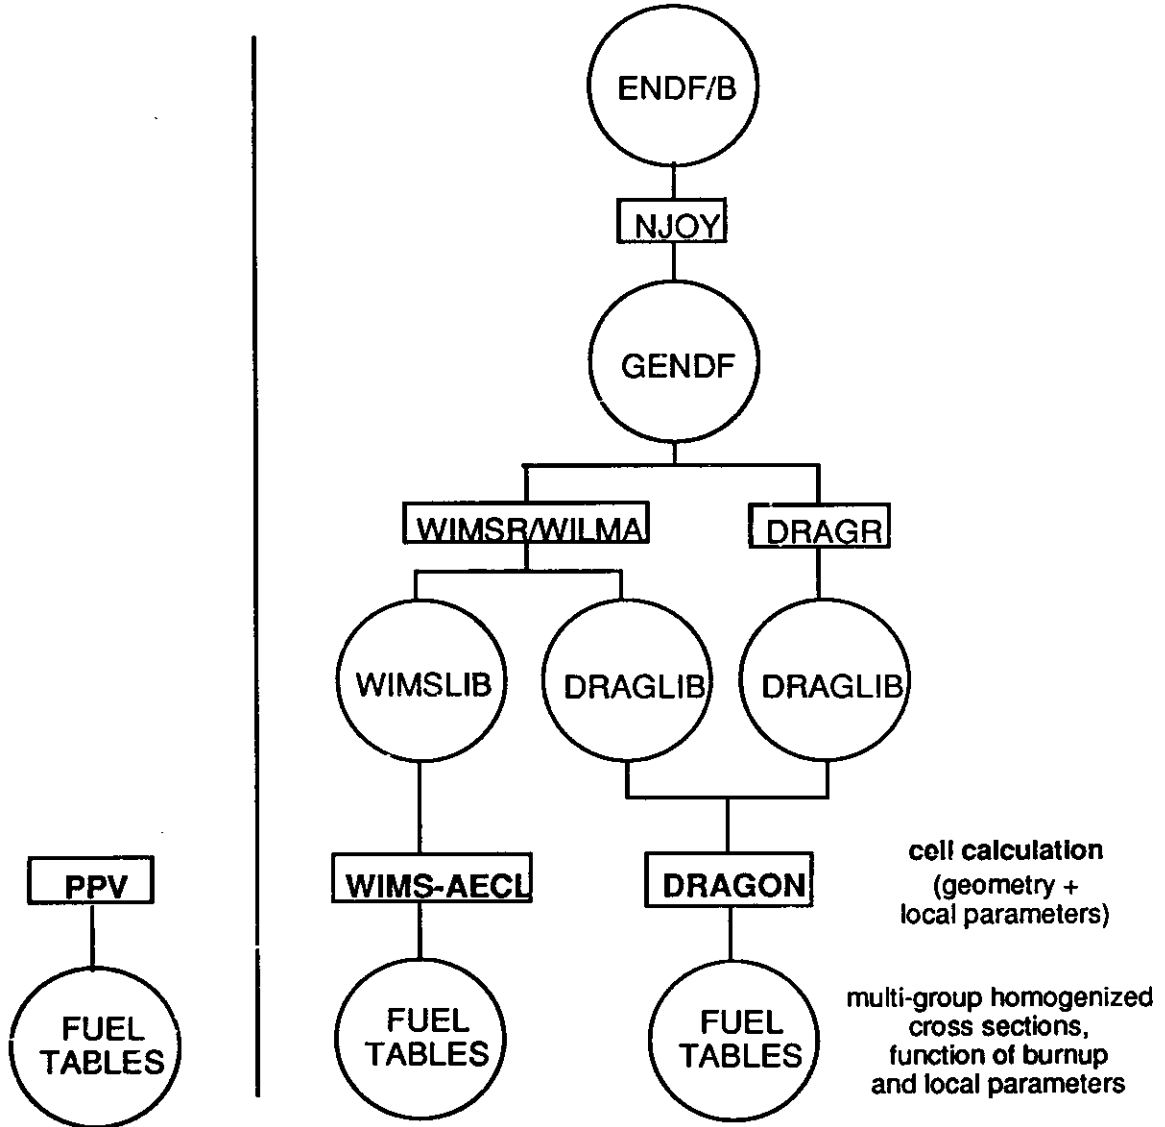 ENDF/B
NJOY
GENDF
WIMSR/WILMA
DRAGR
WIMSLIB
DRAGLIB
DRAGLIB
PPV
WIMS-AECL
DRAGON
cell calculation
(geometry +
local parameters)
FUEL
TABLES
FUEL
TABLES
FUEL
TABLES
multi-group homogenized
cross sections,
function of burnup
and local parameters